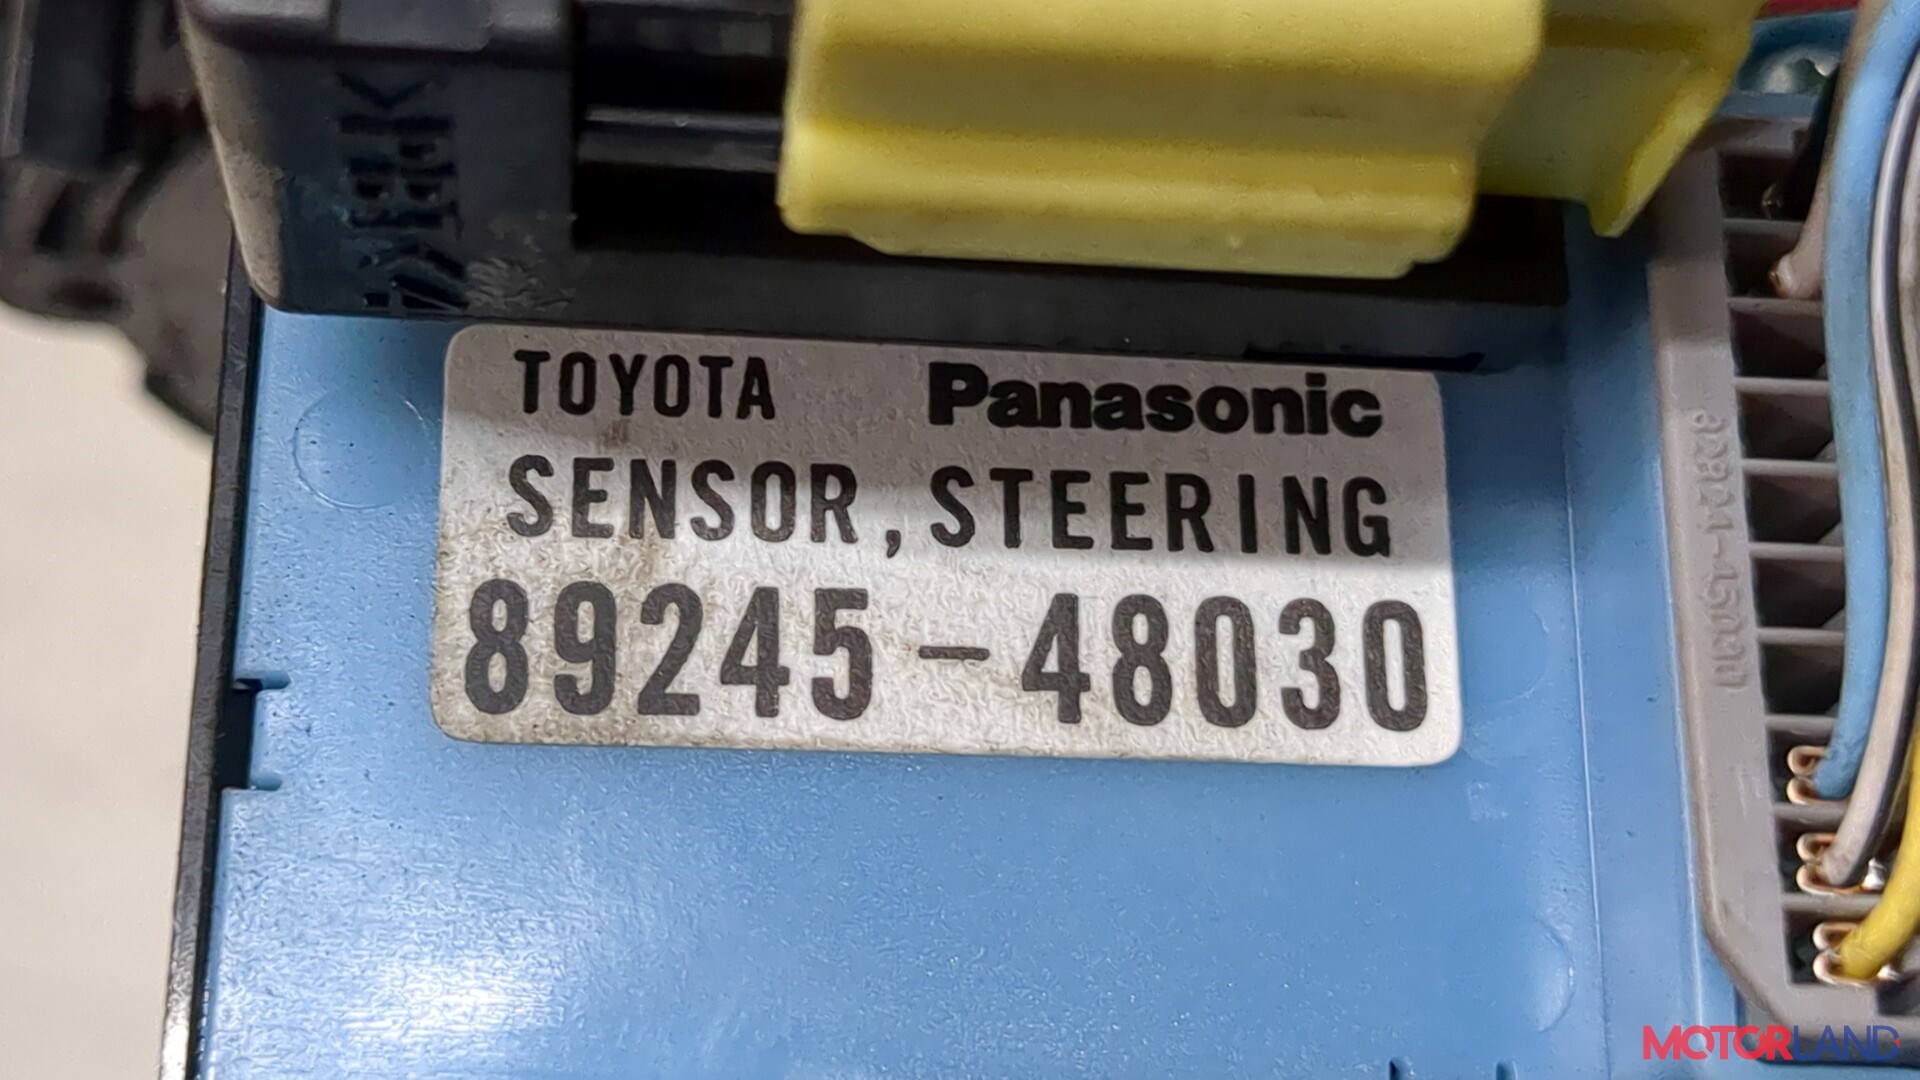 TOYOTA Panasonic
SENSOR, STEERING
89245-48030
MOTORLAND